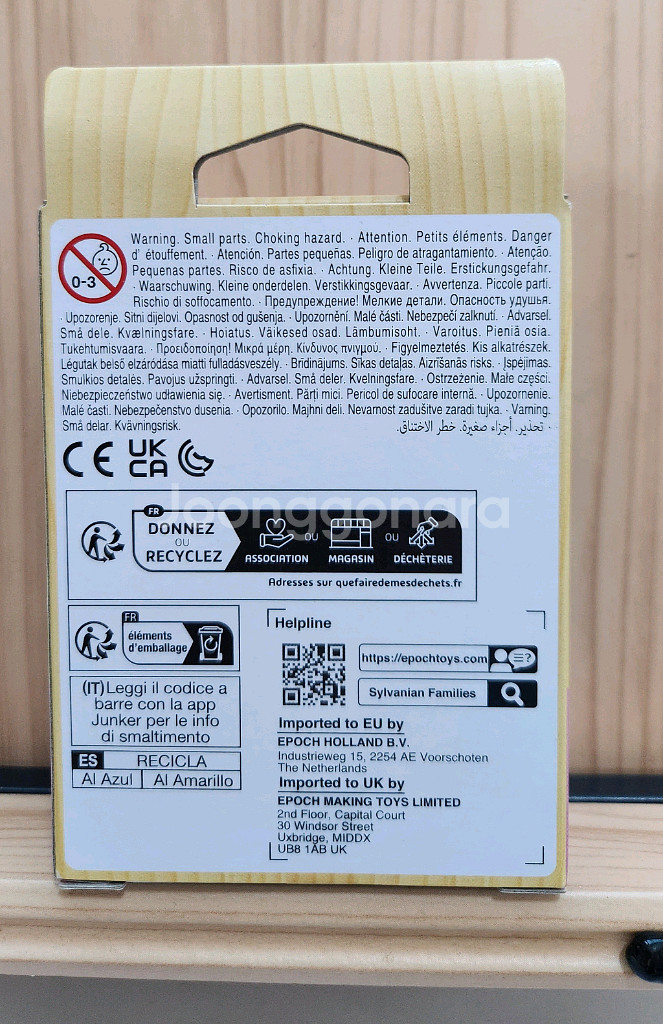 0-3
Warning. Small parts. Choking hazard. · Attention. Petits éléments. Danger
d' étouffement. · Atención. Partes pequeñas. Peligro de atragantamiento. · Atenção.
Pequenas partes. Risco de asfixia. · Achtung. Kleine Teile. Erstickungsgefahr.
· Waarschuwing. Kleine onderdelen. Verstikkingsgevaar. · Avvertenza. Piccole parti.
Rischio di soffocamento. · Предупреждение! Мелкие детали. Опасность удушья.
· Upozorenje. Sitni dijelovi. Opasnost od gušenja. · Upozornění. Malé části. Nebezpečí zalknutí. · Advarsel.
Små dele. Kvælningsfare. · Hoiatus. Väikesed osad. Lämbumisoht. · Varoitus. Pieniä osia.
Tukehtumisvaara. · Προειδοποίηση! Μικρά μέρη. Κίνδυνος πνιγμού. · Figyelmeztetés. Kis alkatrészek.
Légutak belső elzáródása miatti fulladásveszély. · Brīdinājums. Sīkas detaļas. Aizrīšanās risks. · Įspėjimas.
Smulkios detalės. Pavojus užspringti. · Advarsel. Små deler. Kvelningsfare. · Ostrzeżenie. Małe części.
Niebezpieczeństwo udławienia się. · Avertisment. Părți mici. Pericol de sufocare internă. · Upozornenie.
Malé časti. Nebezpečenstvo dusenia. · Opozorilo. Majhni deli. Nevarnost zadušitve zaradi tujka. · Varning.
Små delar. Kvävningsrisk. · تحذير. أجزاء صغيرة. خطر الاختناق.
CE UK CA
Joonggonara
FR
DONNEZ
OU
RECYCLEZ
ASSOCIATION OU MAGASIN OU DÉCHÈTERIE
Adresses sur quefairedemesdechets.fr
FR
éléments
d'emballage
(IT)Leggi il codice a
barre con la app
Junker per le info
di smaltimento
ES RECICLA
Al Azul Al Amarillo
Helpline
https://epochtoys.com
Sylvanian Families
Imported to EU by
EPOCH HOLLAND B.V.
Industrieweg 15, 2254 AE Voorschoten
The Netherlands
Imported to UK by
EPOCH MAKING TOYS LIMITED
2nd Floor, Capital Court
30 Windsor Street
Uxbridge, MIDDX
UB8 1AB UK